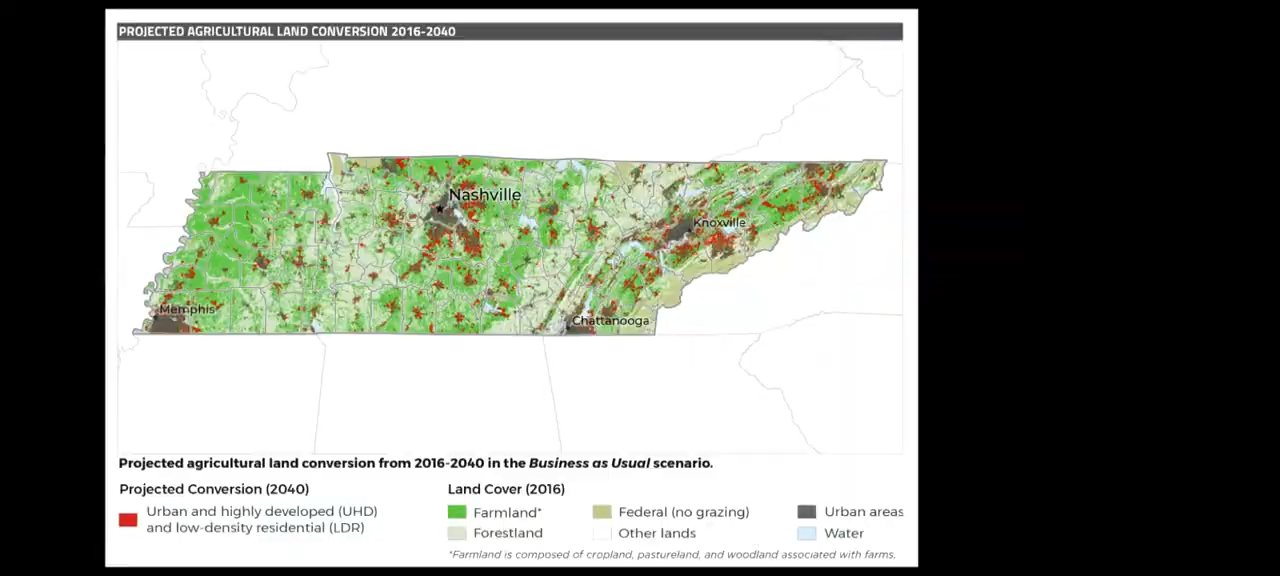 PROJECTED AGRICULTURAL LAND CONVERSION 2016-2040
Nashville
Knoxville
Memphis
Chattanooga
Projected agricultural land conversion from 2016-2040 in the Business as Usual scenario.
Projected Conversion (2040)
Urban and highly developed (UHD)
and low-density residential (LDR)
Land Cover (2016)
Farmland*
Federal (no grazing)
Urban areas
Forestland
Other lands
Water
*Farmland is composed of cropland, pastureland, and woodland associated with farms.